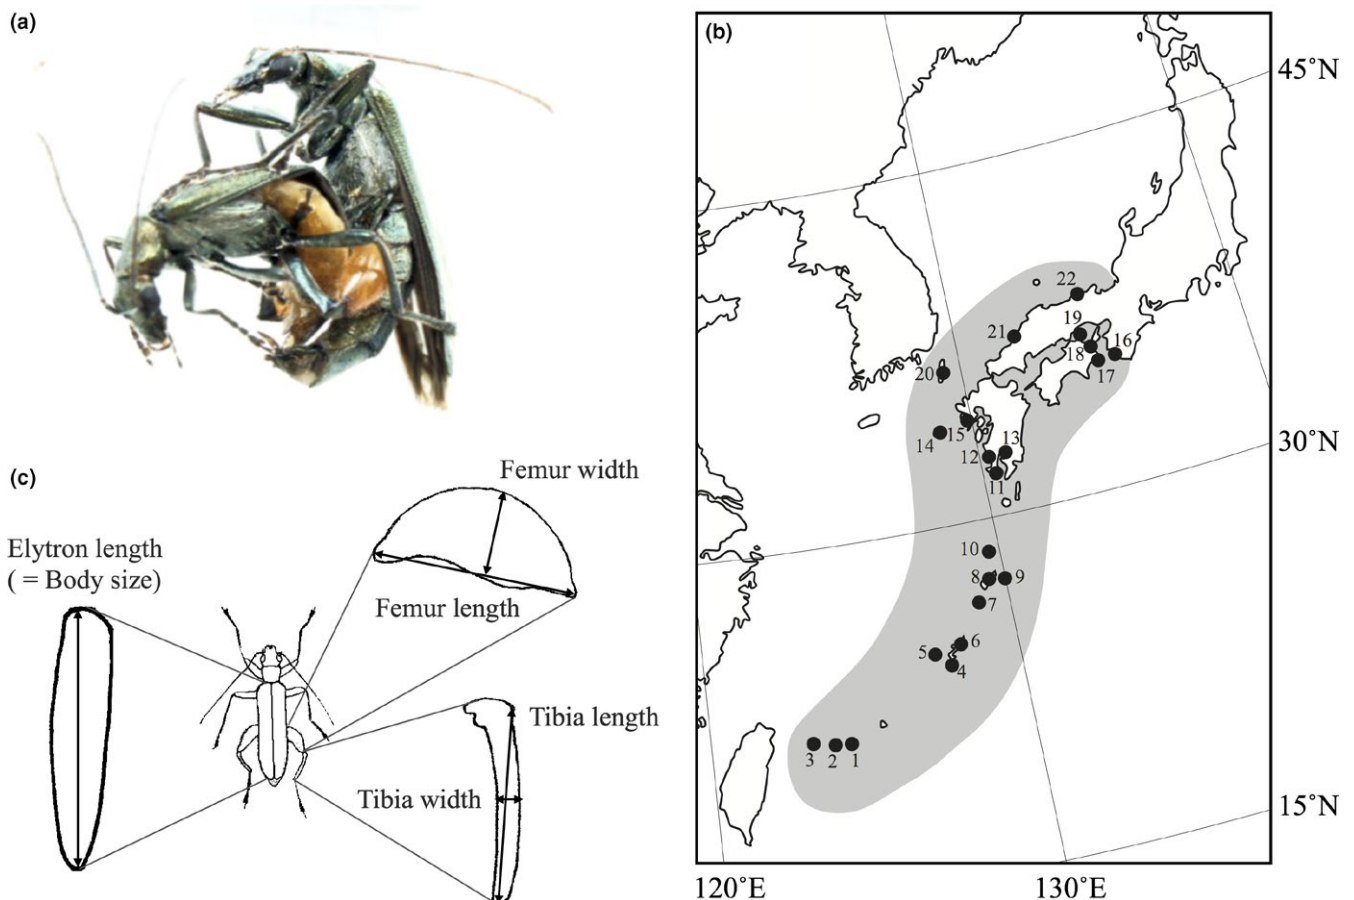 (a)
(b)
45°N
30°N
15°N
120°E
130°E
22
21
19
18
16
17
20
14
15
13
12
11
10
8
9
7
6
5
4
3
2
1
(c)
Elytron length
( = Body size)
Femur width
Femur length
Tibia length
Tibia width